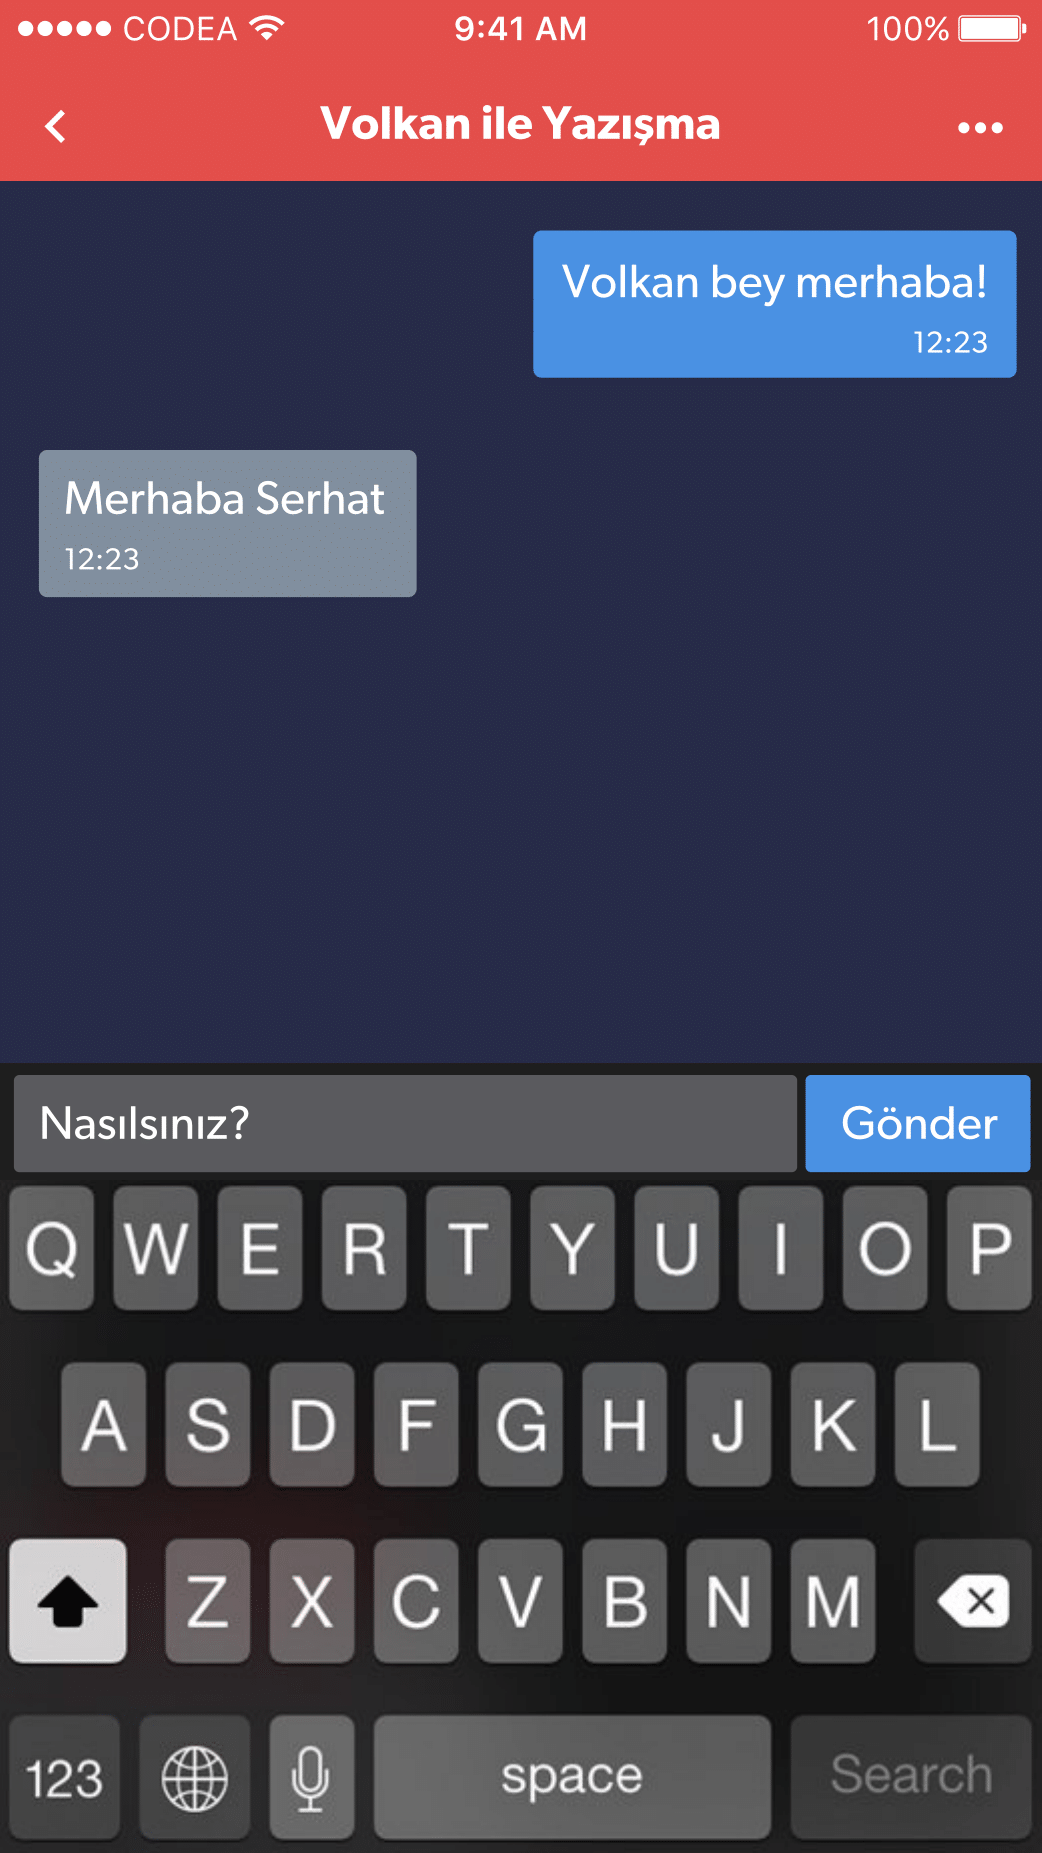 CODEA 9:41 AM 100%
Volkan ile Yazışma
Volkan bey merhaba!
12:23
Merhaba Serhat
12:23
Nasılsınız? Gönder
Q W E R T Y U I O P
A S D F G H J K L
Z X C V B N M
123 space Search